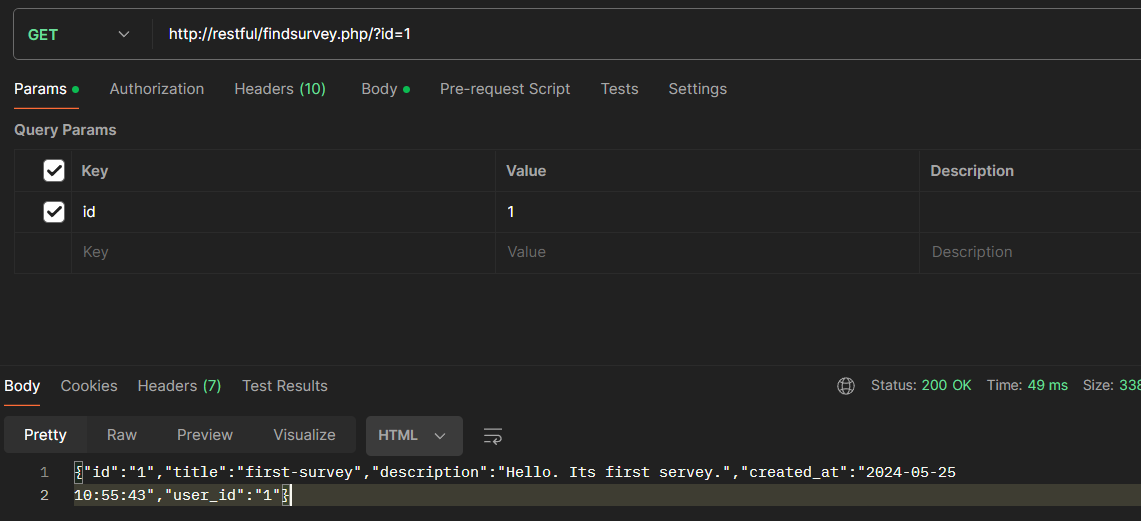 GET http://restful/findsurvey.php/?id=1
Params Authorization Headers (10) Body Pre-request Script Tests Settings
Query Params
Key Value Description
id 1
Key Value Description
Body Cookies Headers (7) Test Results Status: 200 OK Time: 49 ms Size: 338
Pretty Raw Preview Visualize HTML
1 {"id":"1","title":"first-survey","description":"Hello. Its first servey.","created_at":"2024-05-25
2 10:55:43","user_id":"1"}